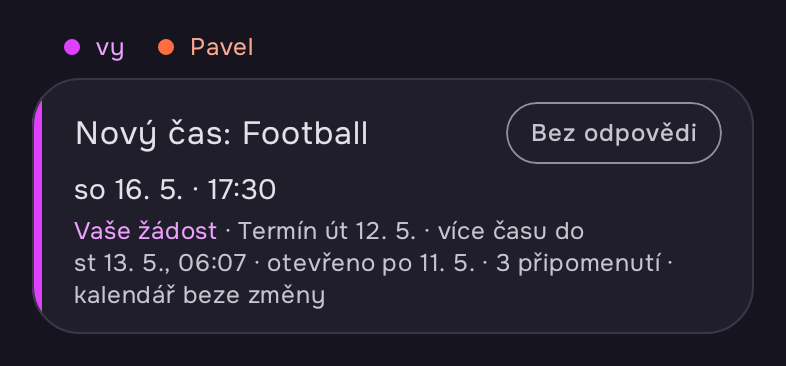 vy Pavel
Nový čas: Football Bez odpovědi
so 16. 5. · 17:30
Vaše žádost · Termín út 12. 5. · více času do
st 13. 5., 06:07 · otevřeno po 11. 5. · 3 připomenutí ·
kalendář beze změny